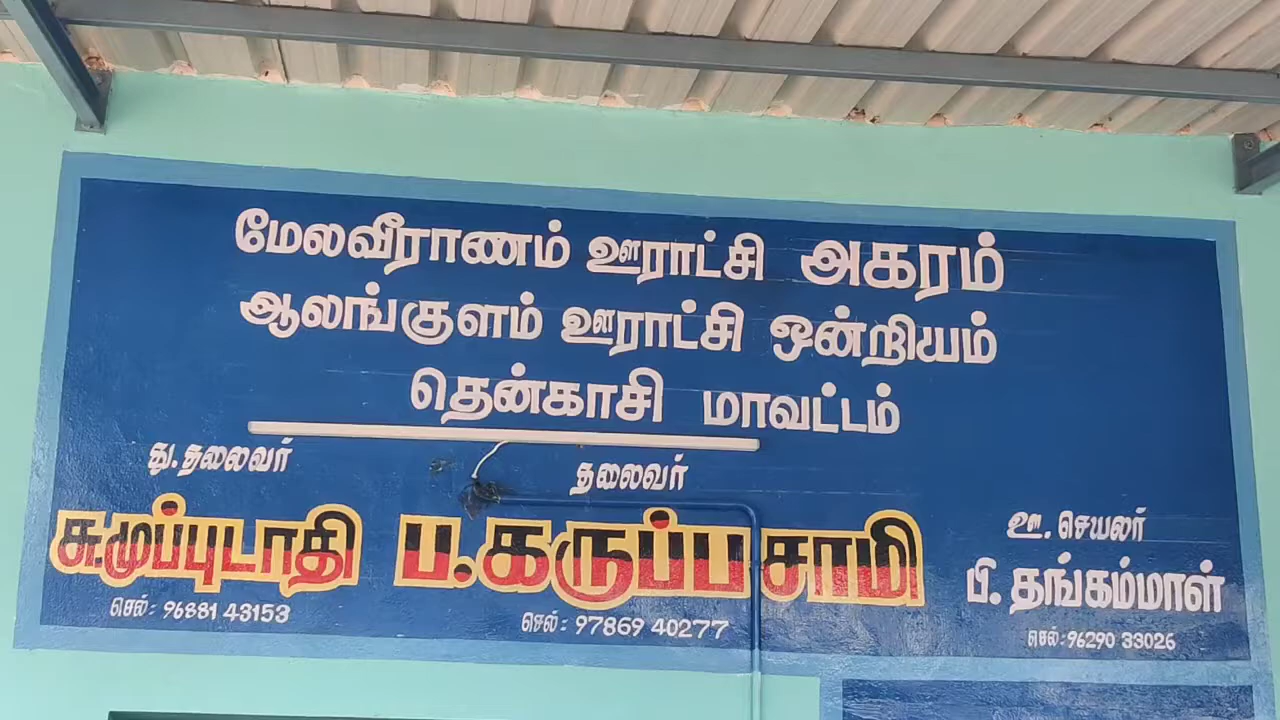 மேலவீராணம் ஊராட்சி அகரம்
ஆலங்குளம் ஊராட்சி ஒன்றியம்
தென்காசி மாவட்டம்
து.தலைவர்
சு.முப்புடாதி
செல்: 96881 43153
தலைவர்
ப.கருப்பசாமி
செல்: 97869 40277
ஊ. செயலர்
பி. தங்கம்மாள்
செல்: 96290 33026